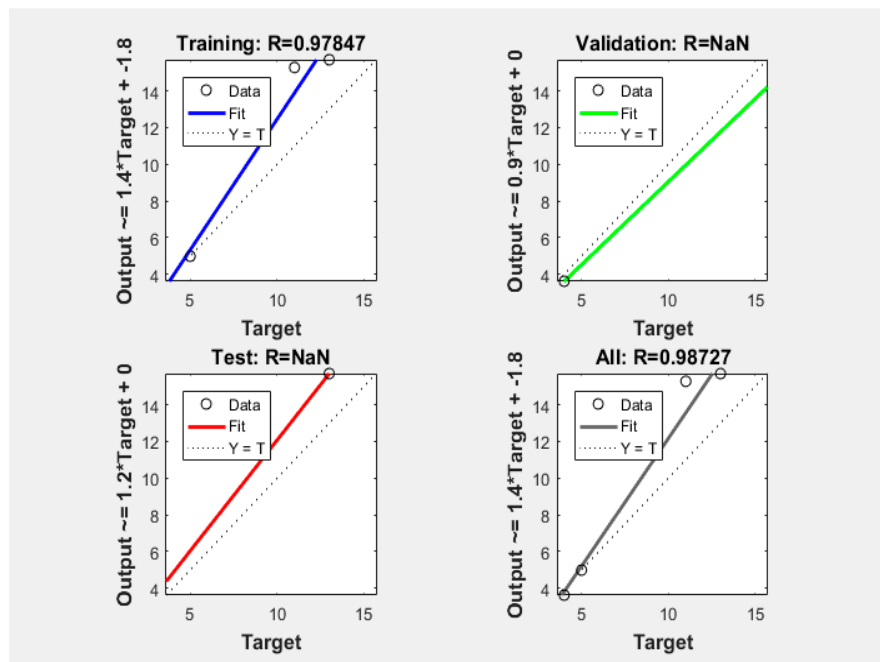 Training: R=0.97847
Output ~= 1.4*Target + -1.8
14
12
10
8
6
4
Data
Fit
Y = T
5
10
15
Target
Validation: R=NaN
Output ~= 0.9*Target + 0
14
12
10
8
6
4
Data
Fit
Y = T
5
10
15
Target
Test: R=NaN
Output ~= 1.2*Target + 0
14
12
10
8
6
4
Data
Fit
Y = T
5
10
15
Target
All: R=0.98727
Output ~= 1.4*Target + -1.8
14
12
10
8
6
4
Data
Fit
Y = T
5
10
15
Target